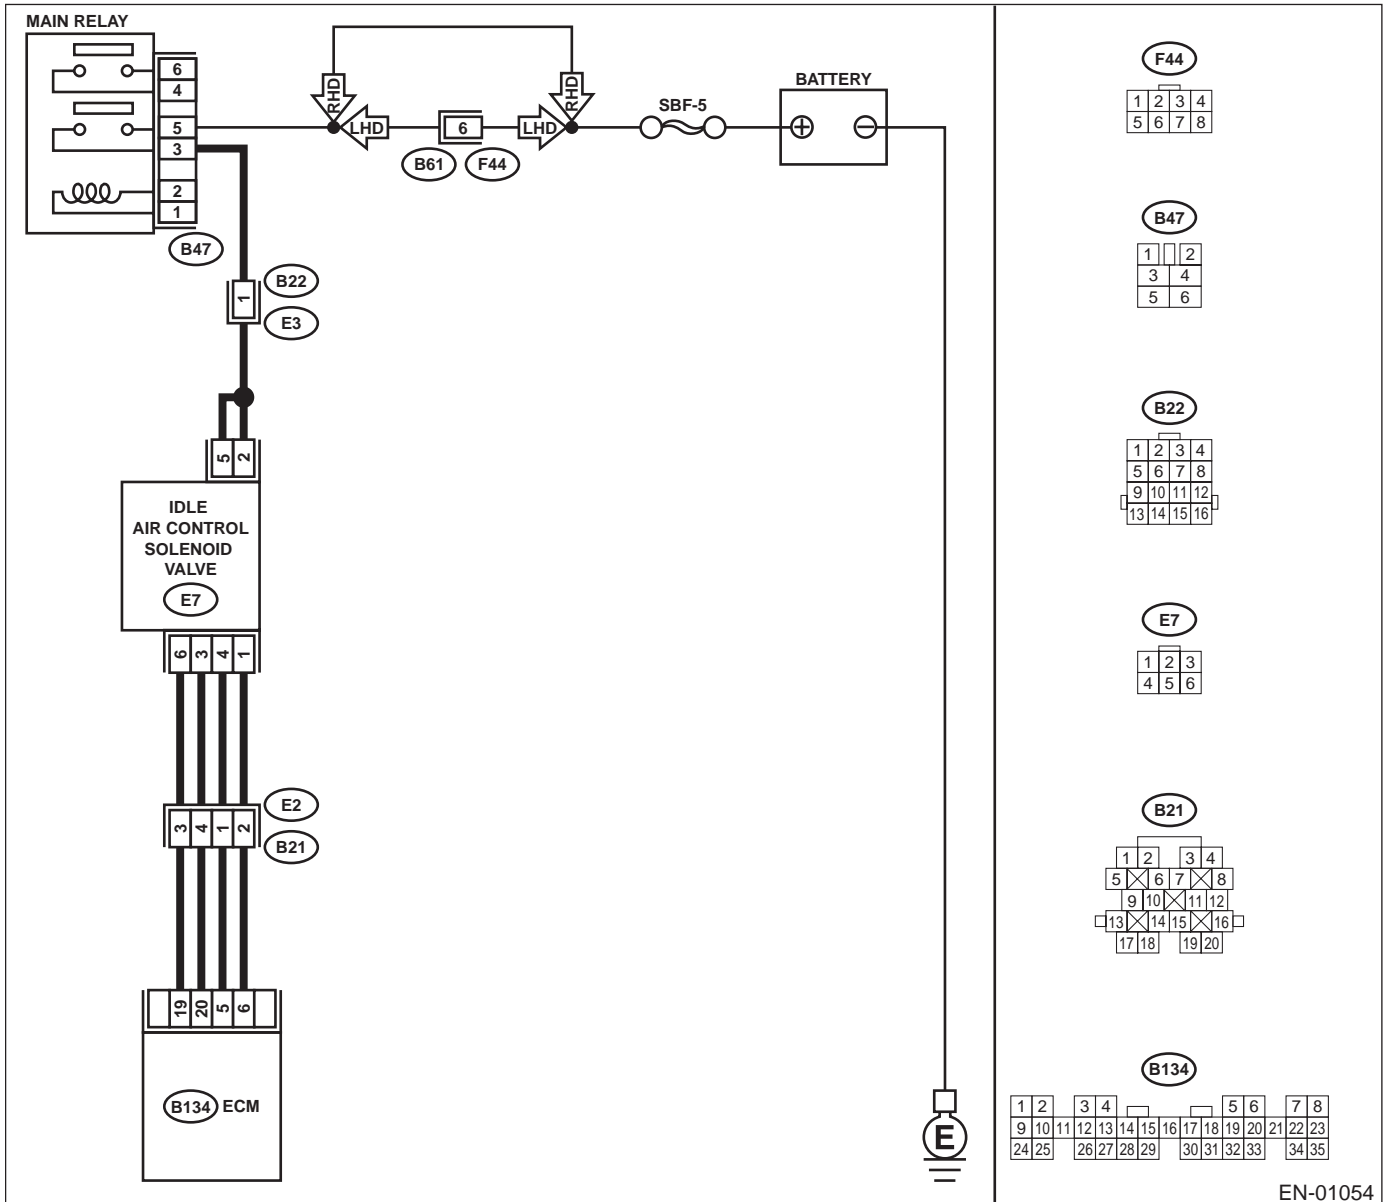 MAIN RELAY
6
4
5
3
2
1
B47
RHD
LHD
6
LHD
RHD
B61
F44
SBF-5
BATTERY
1
B22
E3
5 2
IDLE
AIR CONTROL
SOLENOID
VALVE
E7
6 3 4 1
E2
3 4 1 2
B21
19 20 5 6
B134 ECM
E
F44
1 2 3 4
5 6 7 8
B47
1 2
3 4
5 6
B22
1 2 3 4
5 6 7 8
9 10 11 12
13 14 15 16
E7
1 2 3
4 5 6
B21
1 2 3 4
5 6 7 8
9 10 11 12
13 14 15 16
17 18 19 20
B134
1 2 3 4 5 6 7 8
9 10 11 12 13 14 15 16 17 18 19 20 21 22 23
24 25 26 27 28 29 30 31 32 33 34 35
EN-01054